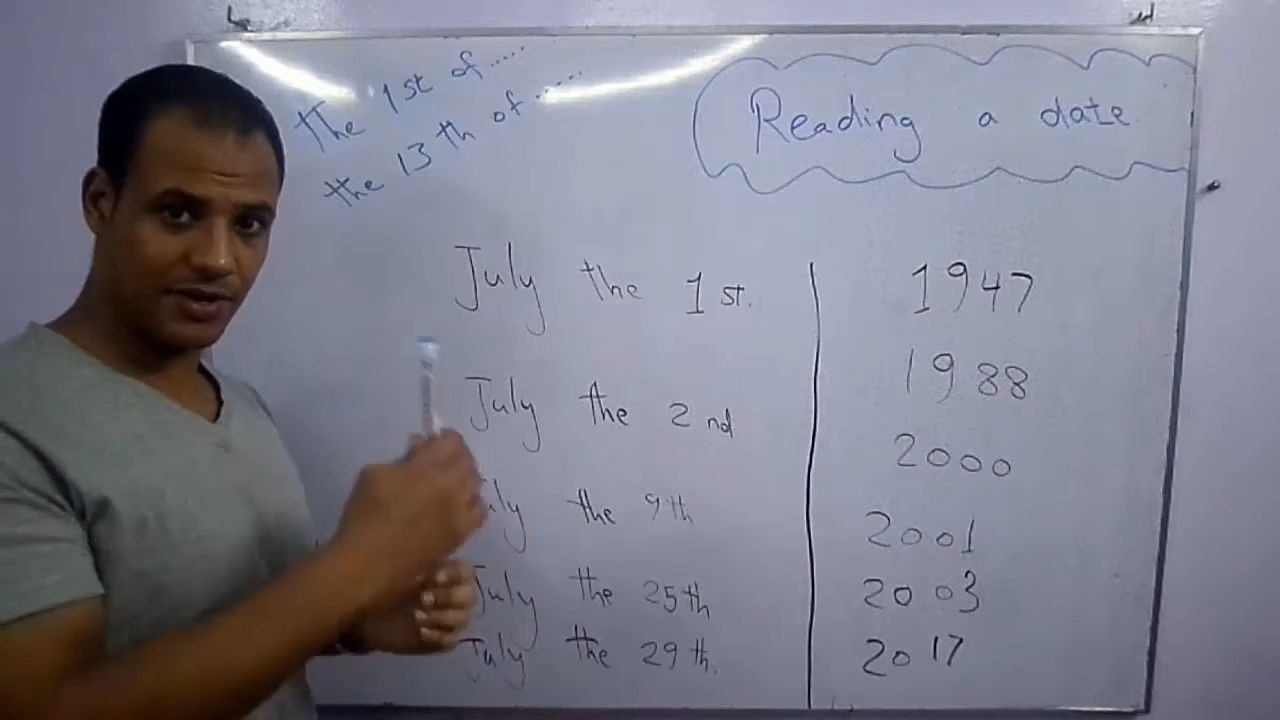 The 1st of .....
the 13th of .....
Reading a date
July the 1st.
July the 2nd
July the 9th
July the 25th
July the 29th.
1947
1988
2000
2001
2003
2017